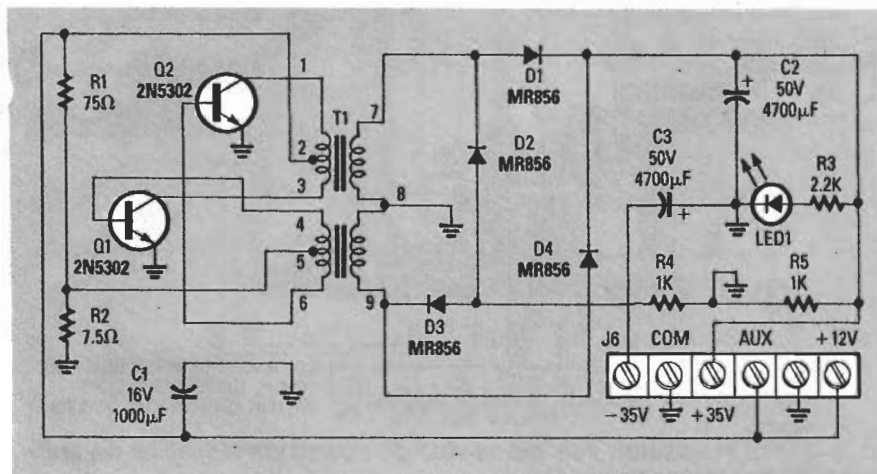 R1
75Ω
Q2
2N5302
1
T1
7
D1
MR856
C2
50V
4700µF
+
2
D2
MR856
C3
50V
4700µF
+
R3
2.2K
3
8
LED1
Q1
2N5302
4
5
D4
MR856
R4
1K
R5
1K
6
9
D3
MR856
R2
7.5Ω
C1
16V
1000µF
J6 COM AUX +12V
−35V +35V